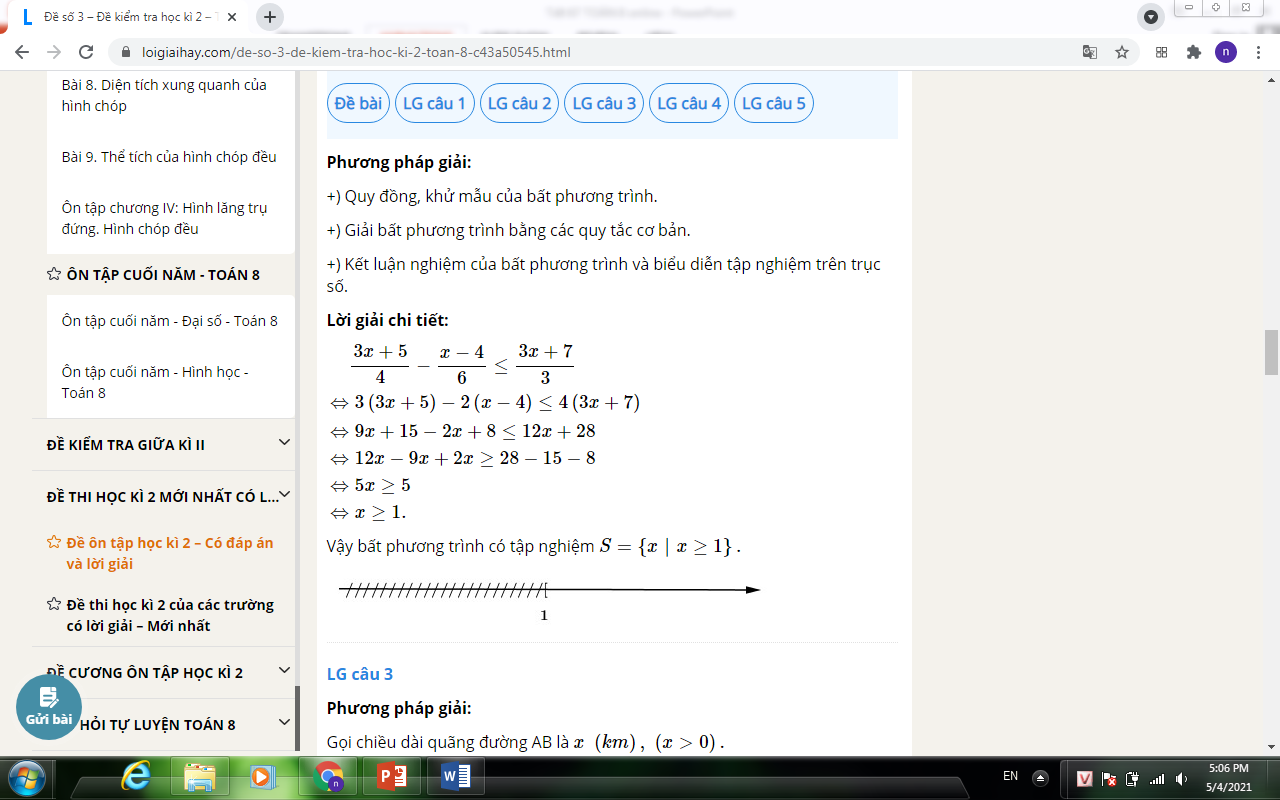 Đề số 3 – Đề kiểm tra học kì 2 –
loigiaihay.com/de-so-3-de-kiem-tra-hoc-ki-2-toan-8-c43a50545.html
n
Bài 8. Diện tích xung quanh của
hình chóp
Bài 9. Thể tích của hình chóp đều
Ôn tập chương IV: Hình lăng trụ
đứng. Hình chóp đều
ÔN TẬP CUỐI NĂM - TOÁN 8
Ôn tập cuối năm - Đại số - Toán 8
Ôn tập cuối năm - Hình học -
Toán 8
ĐỀ KIỂM TRA GIỮA KÌ II
ĐỀ THI HỌC KÌ 2 MỚI NHẤT CÓ L...
Đề ôn tập học kì 2 – Có đáp án
và lời giải
Đề thi học kì 2 của các trường
có lời giải – Mới nhất
ĐỀ CƯƠNG ÔN TẬP HỌC KÌ 2
HỎI TỰ LUYỆN TOÁN 8
Gửi bài
Đề bài LG câu 1 LG câu 2 LG câu 3 LG câu 4 LG câu 5
Phương pháp giải:
+) Quy đồng, khử mẫu của bất phương trình.
+) Giải bất phương trình bằng các quy tắc cơ bản.
+) Kết luận nghiệm của bất phương trình và biểu diễn tập nghiệm trên trục
số.
Lời giải chi tiết:
(3x + 5)/4 − (x − 4)/6 ≤ (3x + 7)/3
⇔ 3 (3x + 5) − 2 (x − 4) ≤ 4 (3x + 7)
⇔ 9x + 15 − 2x + 8 ≤ 12x + 28
⇔ 12x − 9x + 2x ≥ 28 − 15 − 8
⇔ 5x ≥ 5
⇔ x ≥ 1.
Vậy bất phương trình có tập nghiệm S = {x | x ≥ 1} .
1
LG câu 3
Phương pháp giải:
Gọi chiều dài quãng đường AB là x (km) , (x > 0) .
EN
5:06 PM
5/4/2021